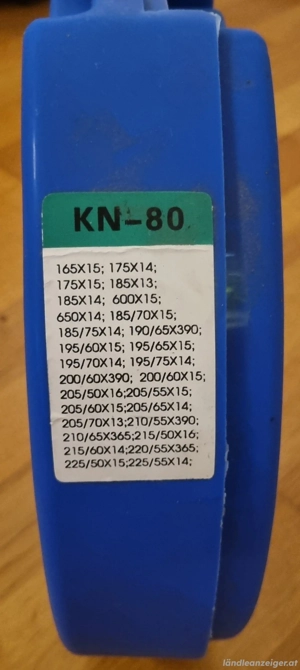 KN-80
165X15; 175X14;
175X15; 185X13;
185X14; 600X15;
650X14; 185/70X15;
185/75X14; 190/65X390;
195/60X15; 195/65X15;
195/70X14; 195/75X14;
200/60X390; 200/60X15;
205/50X16;205/55X15;
205/60X15;205/65X14;
205/70X13;210/55X390;
210/65X365;215/50X16;
215/60X14;220/55X365;
225/50X15;225/55X14;
ländleanzeiger.at